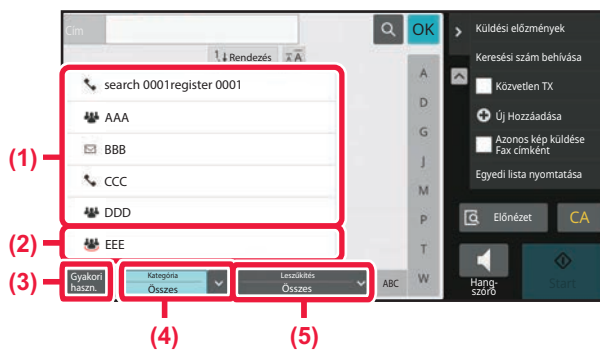 Cím
OK
Rendezés
search 0001register 0001
AAA
BBB
CCC
DDD
EEE
(1)
(2)
(3)
Gyakori
haszn.
Kategória
Összes
Leszűkítés
Összes
ABC
(4)
(5)
A
D
G
J
M
P
T
W
Küldési előzmények
Keresési szám behívása
Közvetlen TX
Új Hozzáadása
Azonos kép küldése
Fax címként
Egyedi lista nyomtatása
Előnézet
CA
Hang-
szóró
Start